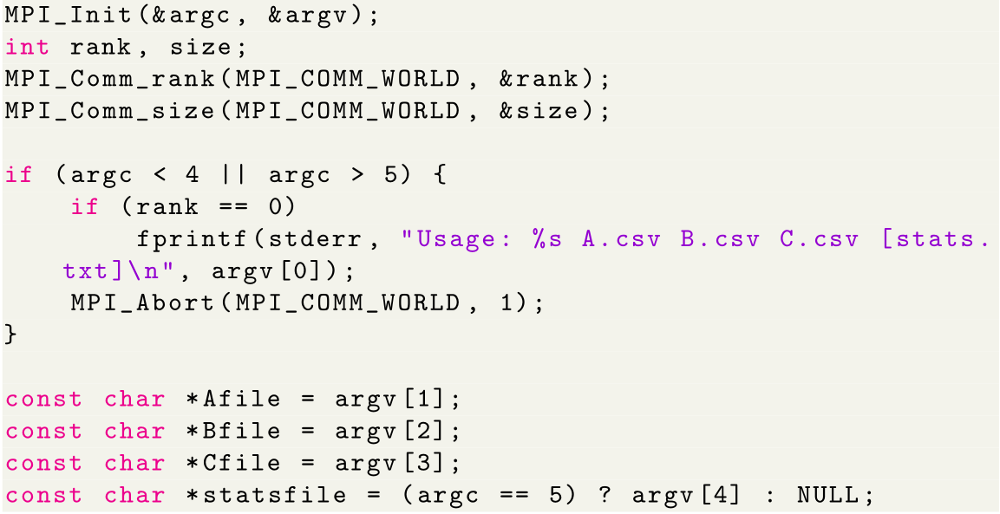 MPI_Init(&argc, &argv);
int rank, size;
MPI_Comm_rank(MPI_COMM_WORLD, &rank);
MPI_Comm_size(MPI_COMM_WORLD, &size);

if (argc < 4 || argc > 5) {
    if (rank == 0)
        fprintf(stderr, "Usage: %s A.csv B.csv C.csv [stats.
    txt]\n", argv[0]);
    MPI_Abort(MPI_COMM_WORLD, 1);
}

const char *Afile = argv[1];
const char *Bfile = argv[2];
const char *Cfile = argv[3];
const char *statsfile = (argc == 5) ? argv[4] : NULL;